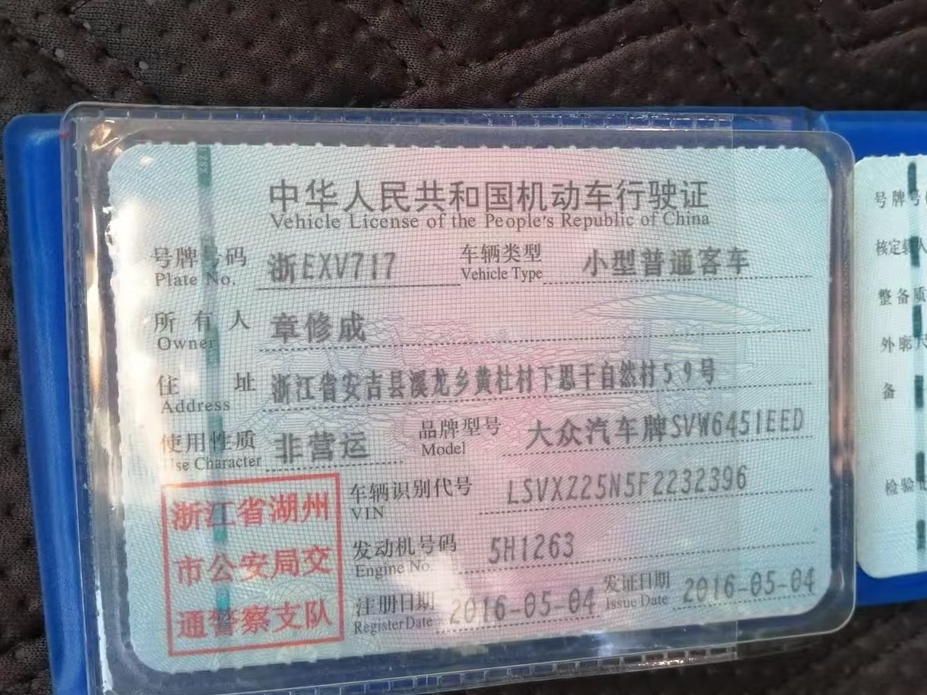 中华人民共和国机动车行驶证
Vehicle License of the People's Republic of China
号牌号码 浙EXV717 车辆类型 小型普通客车
Plate No. Vehicle Type
所有人 章修成
Owner
住址 浙江省安吉县溪龙乡黄杜村下思干自然村59号
Address
使用性质 非营运 品牌型号 大众汽车牌SVW6451EED
Use Character Model
浙江省湖州
市公安局交
通警察支队
车辆识别代号 LSVXZ25N5F2232396
VIN
发动机号码 5H1263
Engine No.
注册日期 2016-05-04 发证日期 2016-05-04
Register Date Issue Date
号牌号
核定载人
整备质
外廓尺
备
检验记